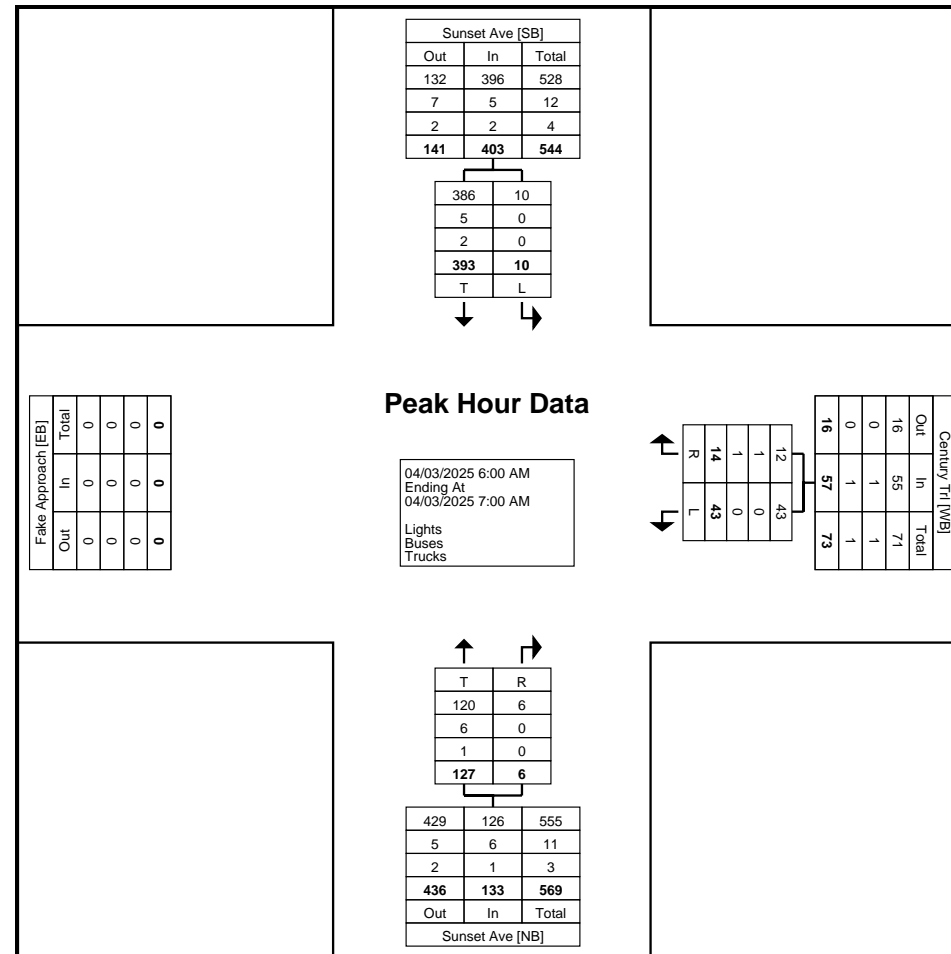 Sunset Ave [SB]
Out In Total
132 396 528
7 5 12
2 2 4
141 403 544
386 10
5 0
2 0
393 10
T L
Peak Hour Data
Fake Approach [EB]
Out In Total
0 0 0
0 0 0
0 0 0
0 0 0
04/03/2025 6:00 AM
Ending At
04/03/2025 7:00 AM
Lights
Buses
Trucks
R L
14 43
1 0
1 0
12 43
Century Trl [WB]
Out In Total
16 55 71
0 1 1
0 1 1
16 57 73
T R
120 6
6 0
1 0
127 6
429 126 555
5 6 11
2 1 3
436 133 569
Out In Total
Sunset Ave [NB]